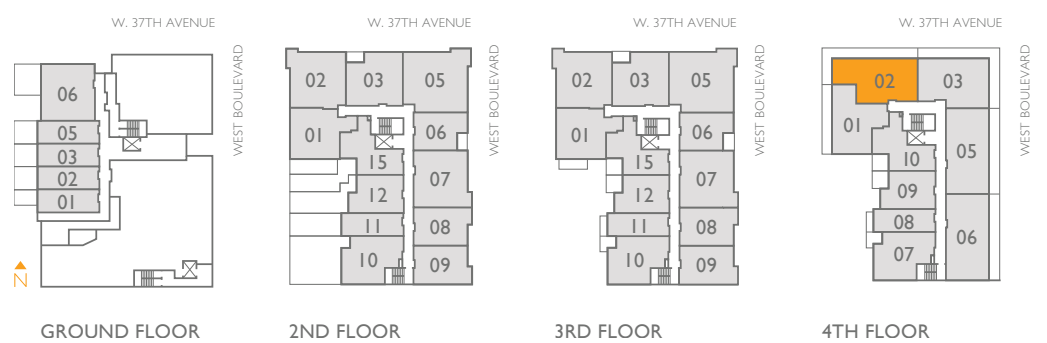 W. 37TH AVENUE
WEST BOULEVARD
06
05
03
02
01
N
GROUND FLOOR
W. 37TH AVENUE
WEST BOULEVARD
02 03 05
01 06
15
07
12
11 08
10 09
2ND FLOOR
W. 37TH AVENUE
WEST BOULEVARD
02 03 05
01 06
15
07
12
11 08
10 09
3RD FLOOR
W. 37TH AVENUE
WEST BOULEVARD
02 03
01
10 05
09
08
06
07
4TH FLOOR